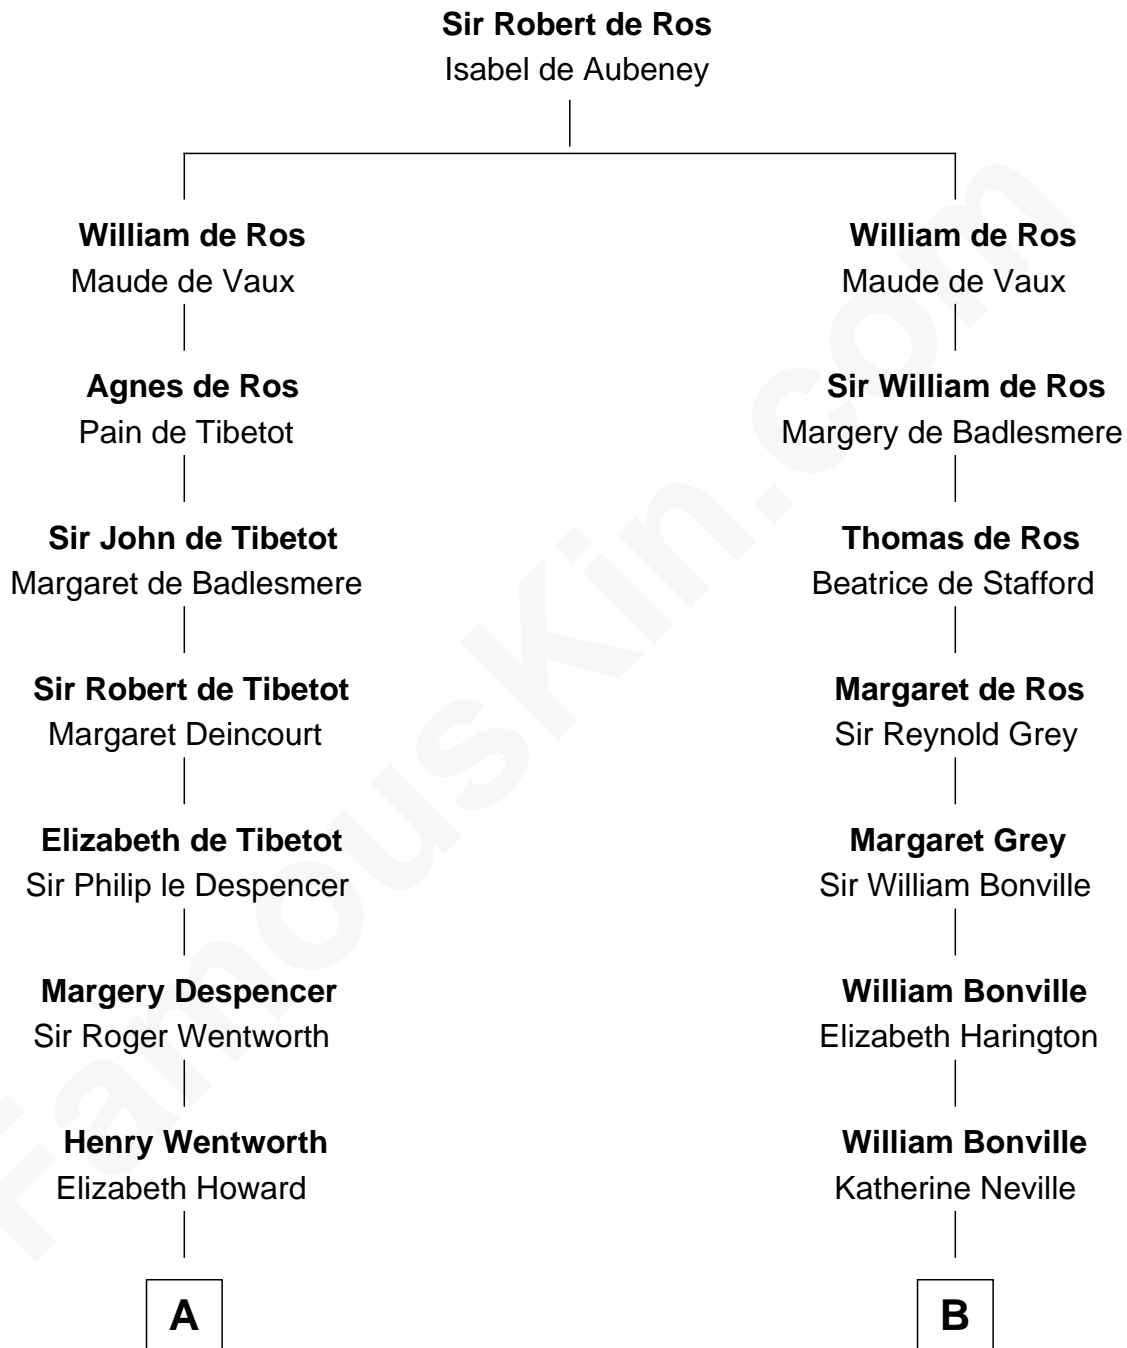 Sir Robert de Ros
Isabel de Aubeney
William de Ros
Maude de Vaux
Agnes de Ros
Pain de Tibetot
Sir John de Tibetot
Margaret de Badlesmere
Sir Robert de Tibetot
Margaret Deincourt
Elizabeth de Tibetot
Sir Philip le Despencer
Margery Despencer
Sir Roger Wentworth
Henry Wentworth
Elizabeth Howard
A
William de Ros
Maude de Vaux
Sir William de Ros
Margery de Badlesmere
Thomas de Ros
Beatrice de Stafford
Margaret de Ros
Sir Reynold Grey
Margaret Grey
Sir William Bonville
William Bonville
Elizabeth Harington
William Bonville
Katherine Neville
B
FamousKin.com